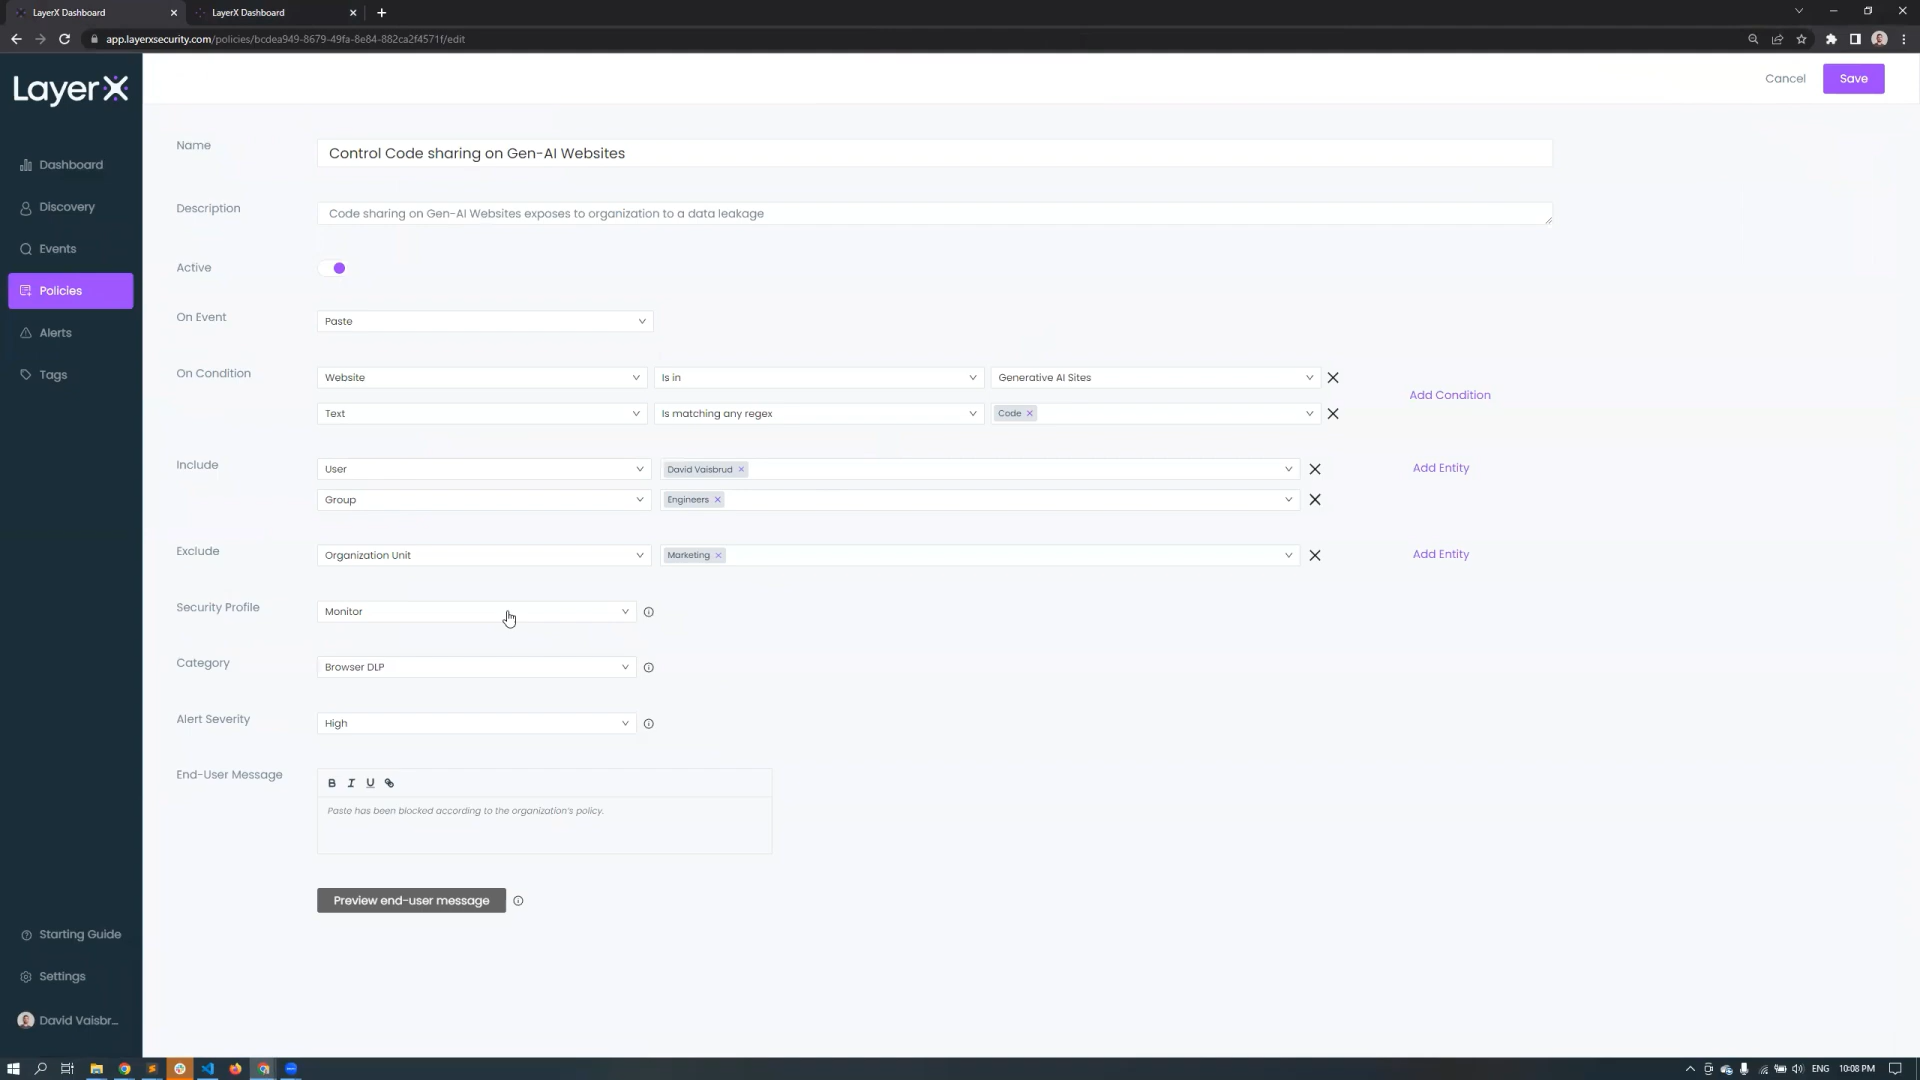 LayerX Dashboard
LayerX Dashboard
app.layerxsecurity.com/policies/bcdea949-8679-49fa-8e84-882ca2f4571f/edit
LayerX
Cancel
Save
Dashboard
Discovery
Events
Policies
Alerts
Tags
Name
Control Code sharing on Gen-AI Websites
Description
Code sharing on Gen-AI Websites exposes to organization to a data leakage
Active
On Event
Paste
On Condition
Website
Is in
Generative AI Sites
Text
Is matching any regex
Code
Add Condition
Include
User
David Vaisbrud
Add Entity
Group
Engineers
Exclude
Organization Unit
Marketing
Add Entity
Security Profile
Monitor
Category
Browser DLP
Alert Severity
High
End-User Message
B I U
Paste has been blocked according to the organization's policy.
Preview end-user message
Starting Guide
Settings
David Vaisbr...
ENG
10:08 PM